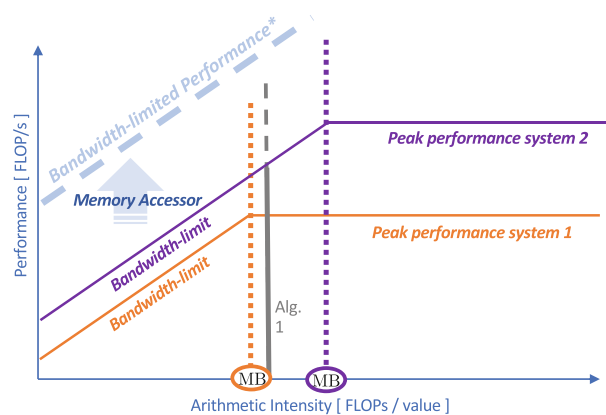 Bandwidth-limited Performance*
Performance [ FLOP/s]
Peak performance system 2
Memory Accessor
Bandwidth-limit
Peak performance system 1
Bandwidth-limit
Alg.
1
MB
MB
Arithmetic Intensity [ FLOPs / value ]